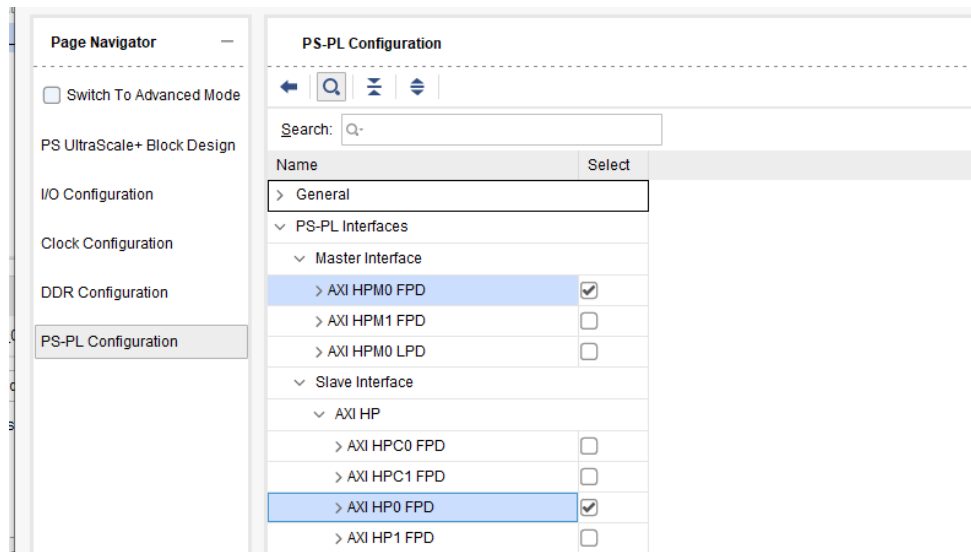 Page Navigator
Switch To Advanced Mode
PS UltraScale+ Block Design
I/O Configuration
Clock Configuration
DDR Configuration
PS-PL Configuration
PS-PL Configuration
Search:
Name Select
General
PS-PL Interfaces
Master Interface
AXI HPM0 FPD
AXI HPM1 FPD
AXI HPM0 LPD
Slave Interface
AXI HP
AXI HPC0 FPD
AXI HPC1 FPD
AXI HP0 FPD
AXI HP1 FPD